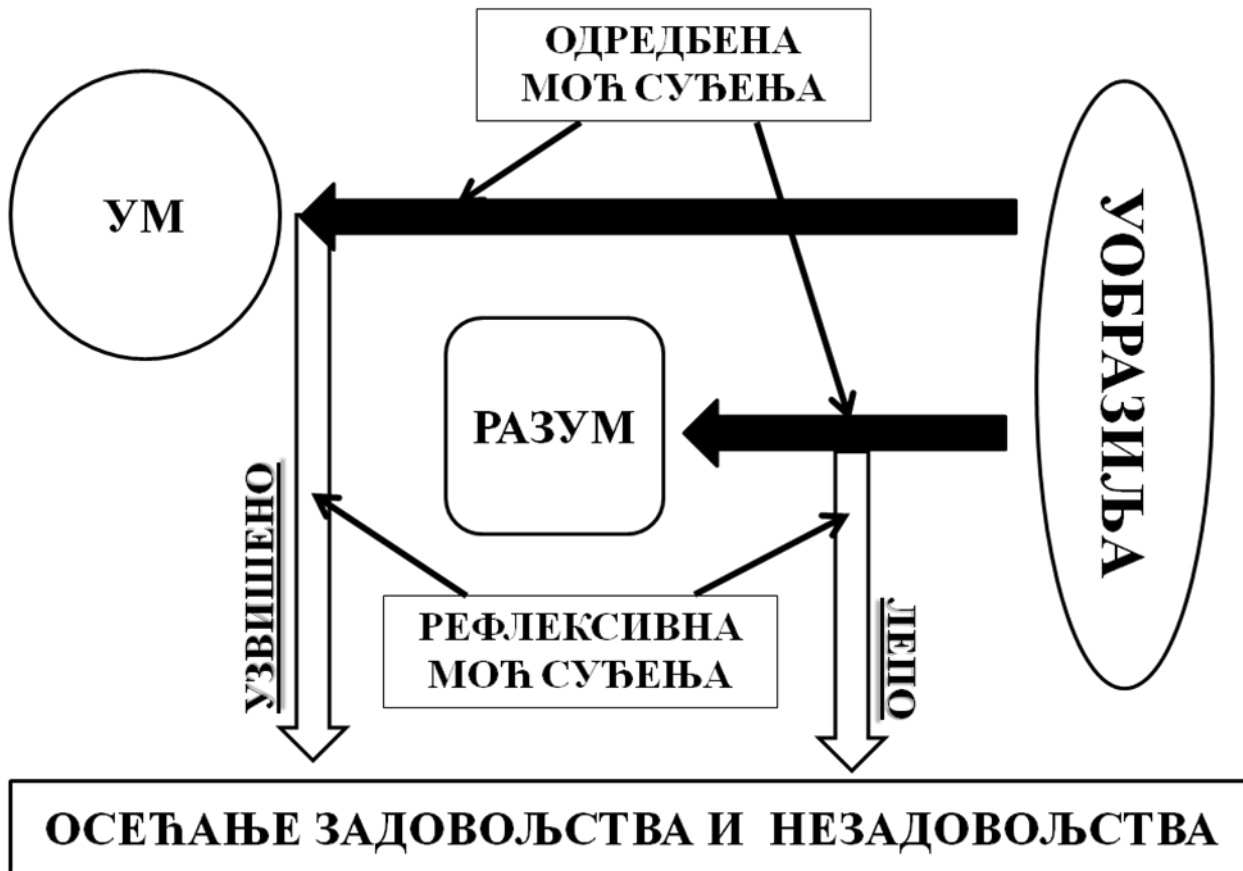 ОДРЕДБЕНА
МОЋ СУЂЕЊА
УМ
УОБРАЗИЉА
РАЗУМ
УЗВИШЕНО
РЕФЛЕКСИВНА
МОЋ СУЂЕЊА
ЛЕПО
ОСЕЋАЊЕ ЗАДОВОЉСТВА И НЕЗАДОВОЉСТВА